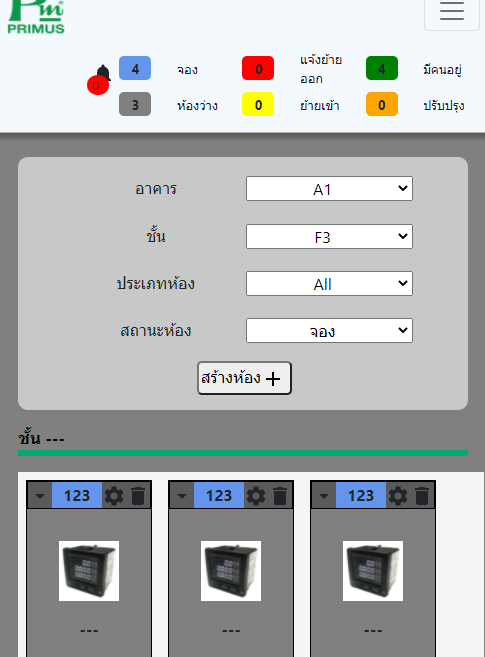 Pm
PRIMUS
0
4 จอง 0 แจ้งย้าย
ออก 4 มีคนอยู่
3 ห้องว่าง 0 ย้ายเข้า 0 ปรับปรุง
อาคาร A1
ชั้น F3
ประเภทห้อง All
สถานะห้อง จอง
สร้างห้อง +
ชั้น ---
123 123 123
--- --- ---